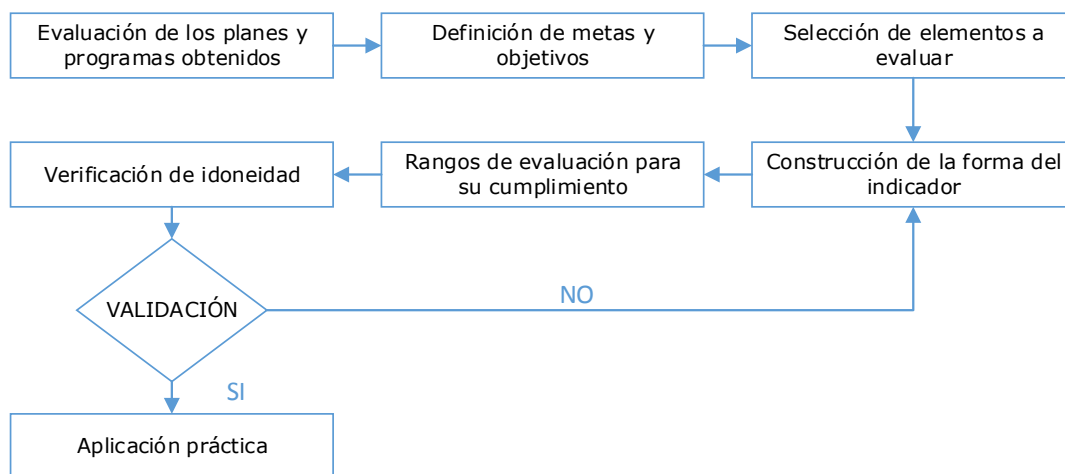 Evaluación de los planes y
programas obtenidos
Definición de metas y
objetivos
Selección de elementos a
evaluar
Construcción de la forma del
indicador
Rangos de evaluación para
su cumplimiento
Verificación de idoneidad
VALIDACIÓN
NO
SI
Aplicación práctica